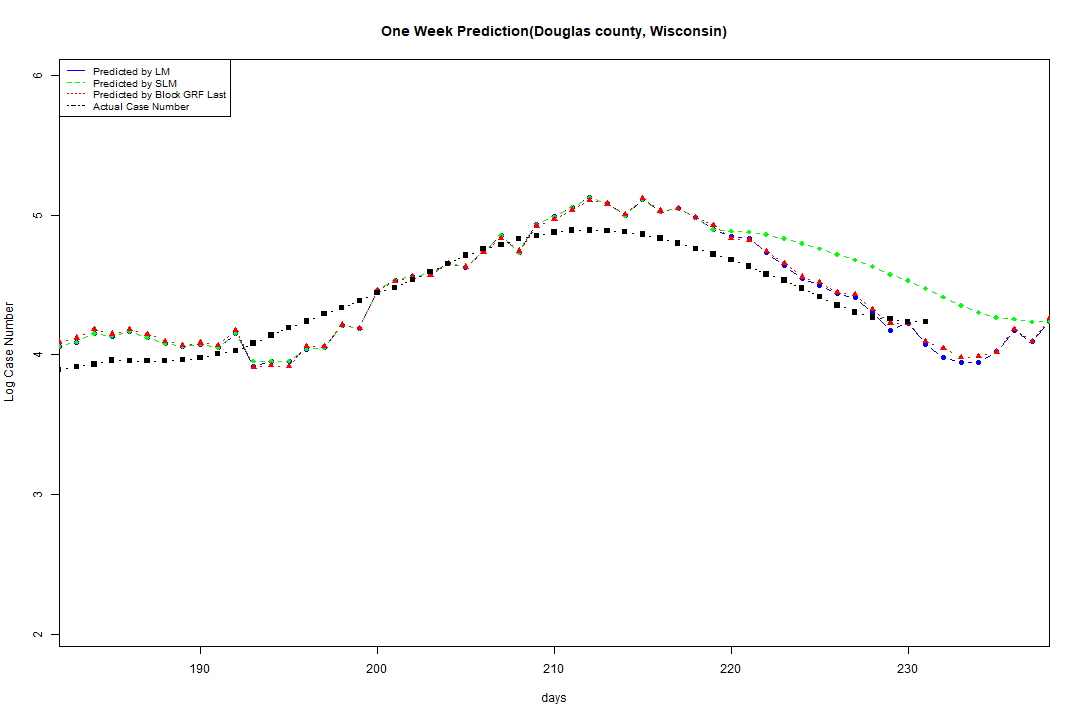 One Week Prediction(Douglas county, Wisconsin)
Predicted by LM
Predicted by SLM
Predicted by Block GRF Last
Actual Case Number
6
5
4
3
2
Log Case Number
190 200 210 220 230
days